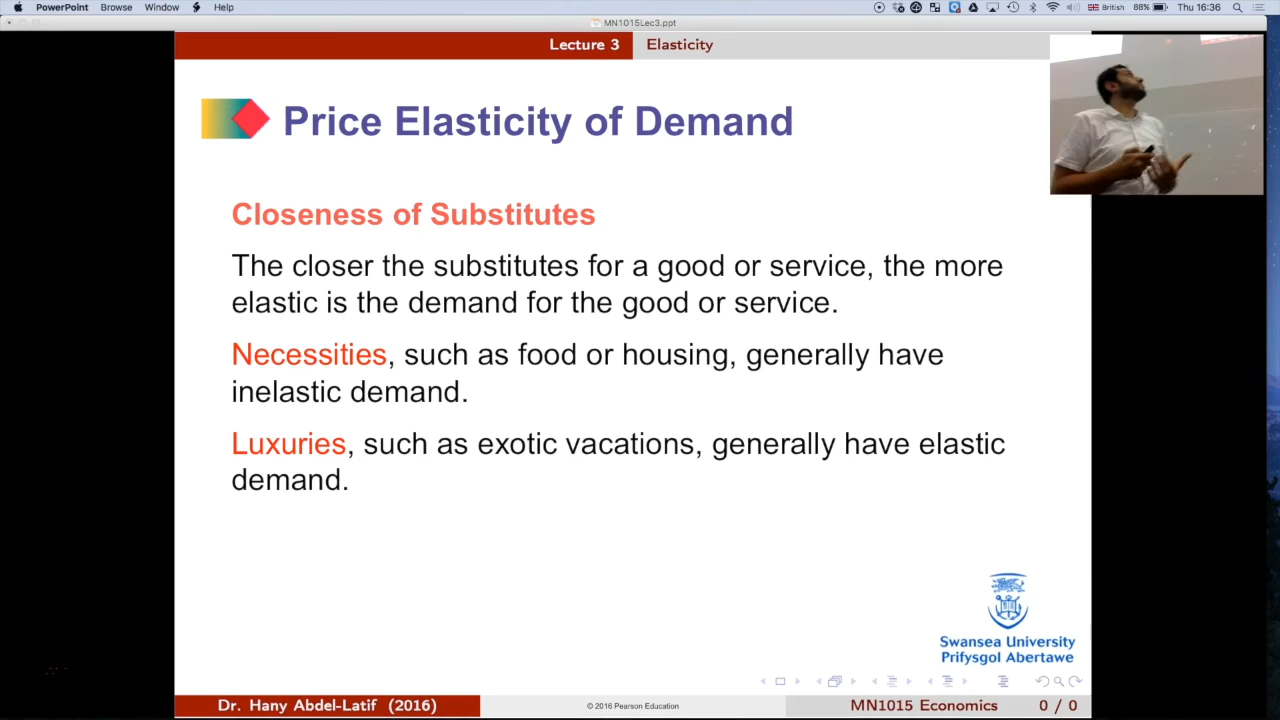 PowerPoint Browse Window Help
British 88% Thu 16:36
MN1015Lec3.ppt
Lecture 3 Elasticity
Price Elasticity of Demand
Closeness of Substitutes
The closer the substitutes for a good or service, the more
elastic is the demand for the good or service.
Necessities, such as food or housing, generally have
inelastic demand.
Luxuries, such as exotic vacations, generally have elastic
demand.
Swansea University
Prifysgol Abertawe
Dr. Hany Abdel-Latif (2016) © 2016 Pearson Education MN1015 Economics 0 / 0